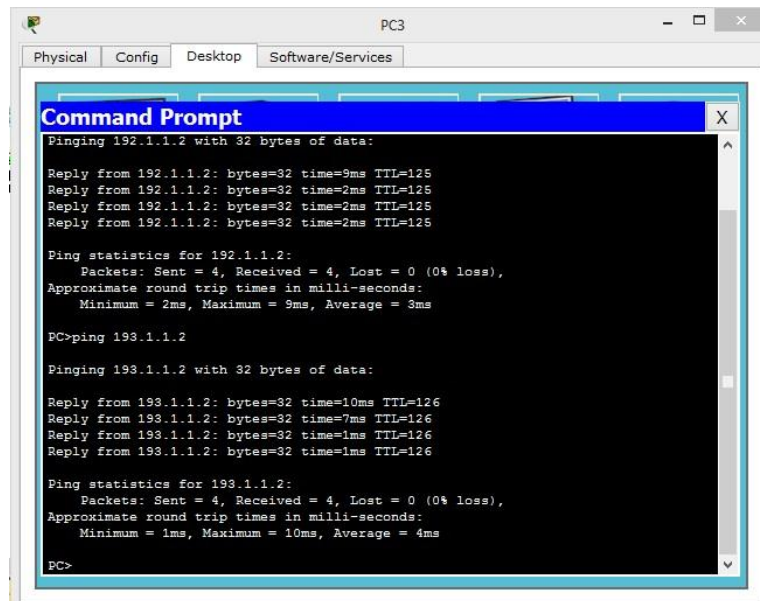 PC3
Physical Config Desktop Software/Services
Command Prompt X
Pinging 192.1.1.2 with 32 bytes of data:
Reply from 192.1.1.2: bytes=32 time=9ms TTL=125
Reply from 192.1.1.2: bytes=32 time=2ms TTL=125
Reply from 192.1.1.2: bytes=32 time=2ms TTL=125
Reply from 192.1.1.2: bytes=32 time=2ms TTL=125
Ping statistics for 192.1.1.2:
Packets: Sent = 4, Received = 4, Lost = 0 (0% loss),
Approximate round trip times in milli-seconds:
Minimum = 2ms, Maximum = 9ms, Average = 3ms
PC>ping 193.1.1.2
Pinging 193.1.1.2 with 32 bytes of data:
Reply from 193.1.1.2: bytes=32 time=10ms TTL=126
Reply from 193.1.1.2: bytes=32 time=7ms TTL=126
Reply from 193.1.1.2: bytes=32 time=1ms TTL=126
Reply from 193.1.1.2: bytes=32 time=1ms TTL=126
Ping statistics for 193.1.1.2:
Packets: Sent = 4, Received = 4, Lost = 0 (0% loss),
Approximate round trip times in milli-seconds:
Minimum = 1ms, Maximum = 10ms, Average = 4ms
PC>